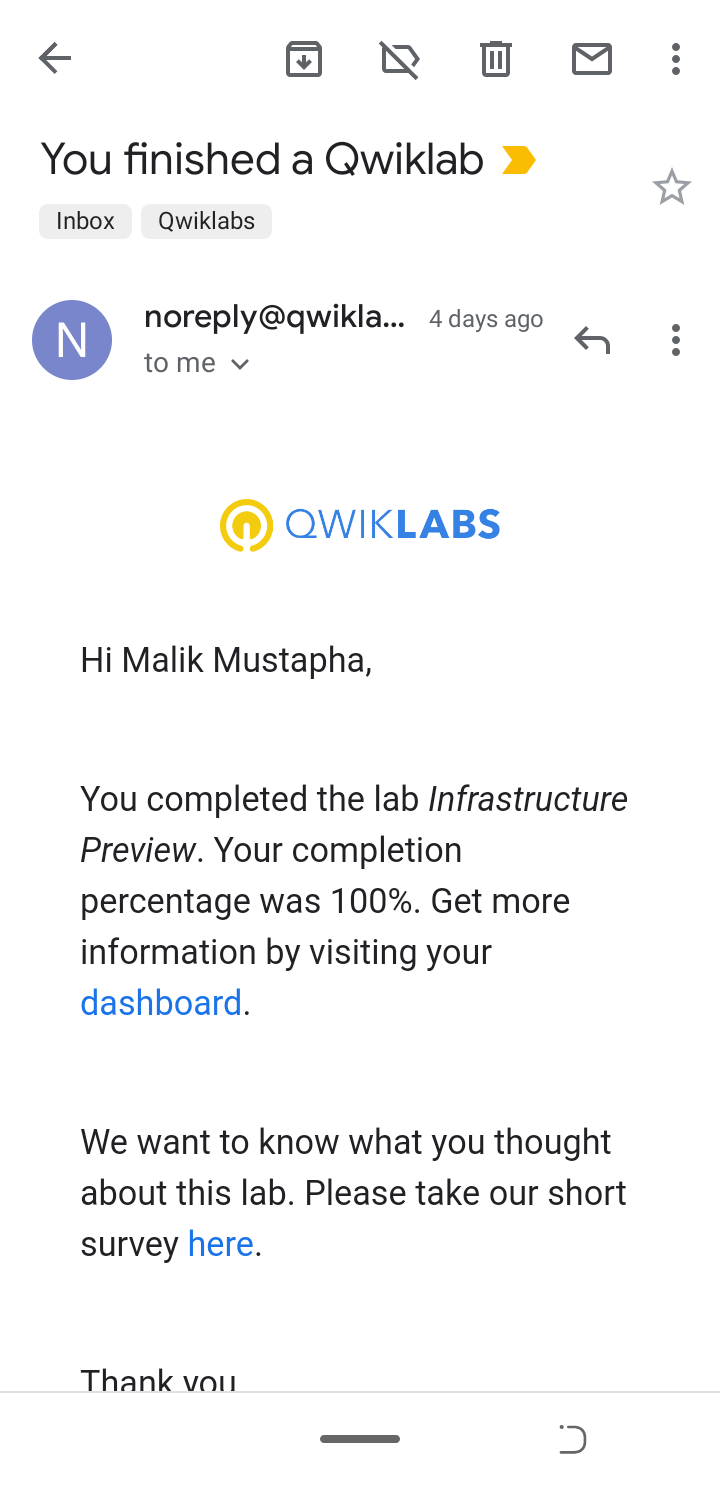 You finished a Qwiklab
Inbox Qwiklabs
N
noreply@qwikla... 4 days ago
to me
QWIKLABS
Hi Malik Mustapha,
You completed the lab Infrastructure
Preview. Your completion
percentage was 100%. Get more
information by visiting your
dashboard.
We want to know what you thought
about this lab. Please take our short
survey here.
Thank you